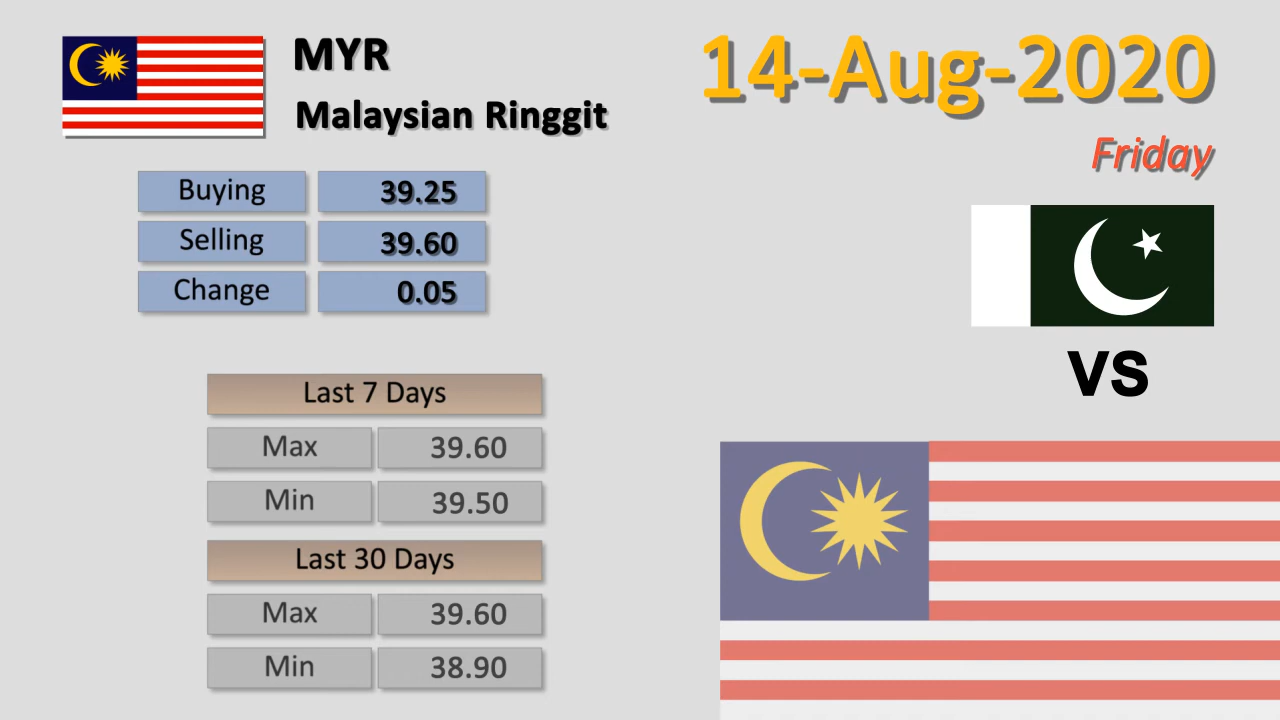 MYR
Malaysian Ringgit
14-Aug-2020
Friday
Buying 39.25
Selling 39.60
Change 0.05
VS
Last 7 Days
Max 39.60
Min 39.50
Last 30 Days
Max 39.60
Min 38.90